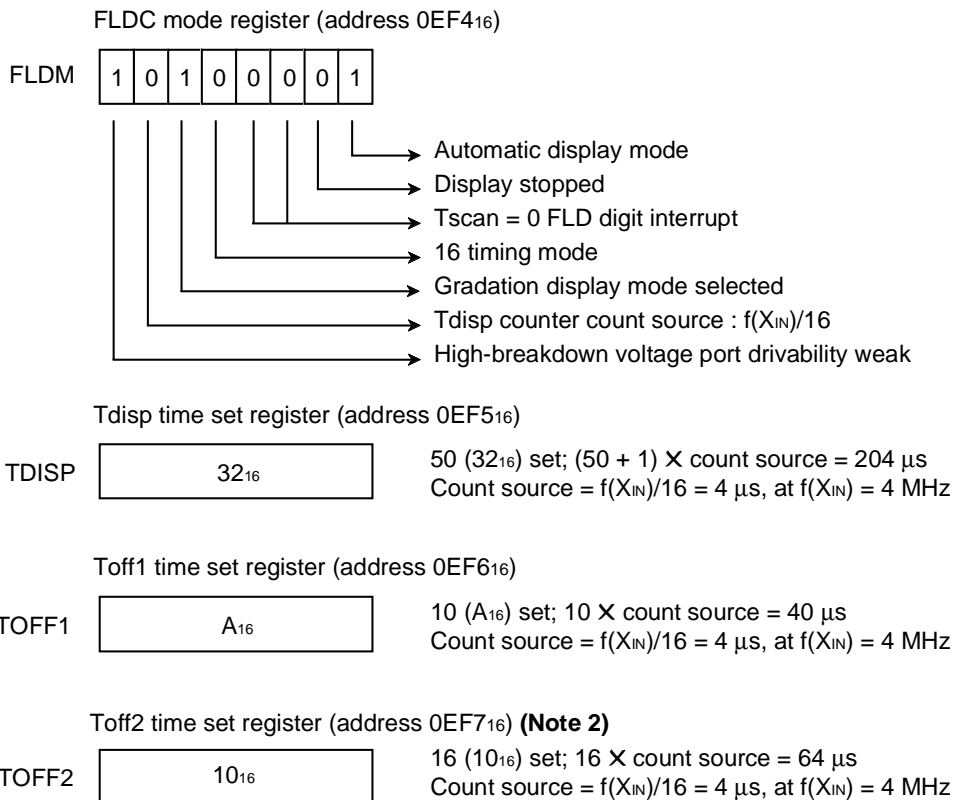 FLDC mode register (address 0EF4₁₆)
FLDM 1 0 1 0 0 0 0 1
Automatic display mode
Display stopped
Tscan = 0 FLD digit interrupt
16 timing mode
Gradation display mode selected
Tdisp counter count source : f(XIN)/16
High-breakdown voltage port drivability weak
Tdisp time set register (address 0EF5₁₆)
TDISP 32₁₆
50 (32₁₆) set; (50 + 1) × count source = 204 μs
Count source = f(XIN)/16 = 4 μs, at f(XIN) = 4 MHz
Toff1 time set register (address 0EF6₁₆)
TOFF1 A₁₆
10 (A₁₆) set; 10 × count source = 40 μs
Count source = f(XIN)/16 = 4 μs, at f(XIN) = 4 MHz
Toff2 time set register (address 0EF7₁₆) (Note 2)
TOFF2 10₁₆
16 (10₁₆) set; 16 × count source = 64 μs
Count source = f(XIN)/16 = 4 μs, at f(XIN) = 4 MHz